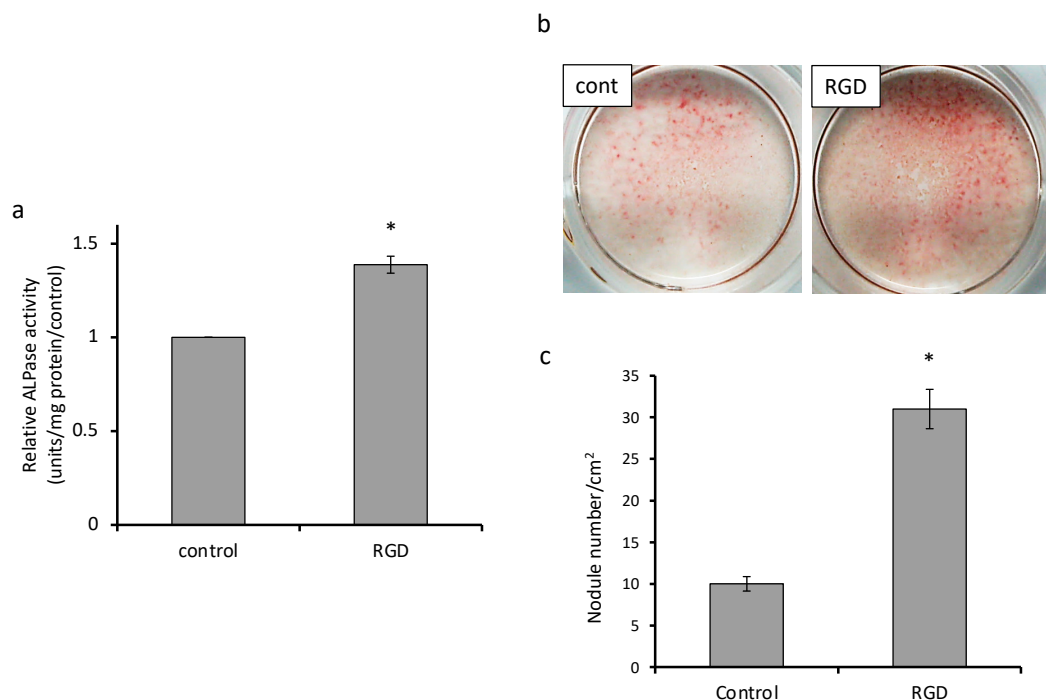 a
Relative ALPase activity
(units/mg protein/control)
1.5
1
0.5
0
*
control
RGD
b
cont
RGD
c
Nodule number/cm²
35
30
25
20
15
10
5
0
*
Control
RGD